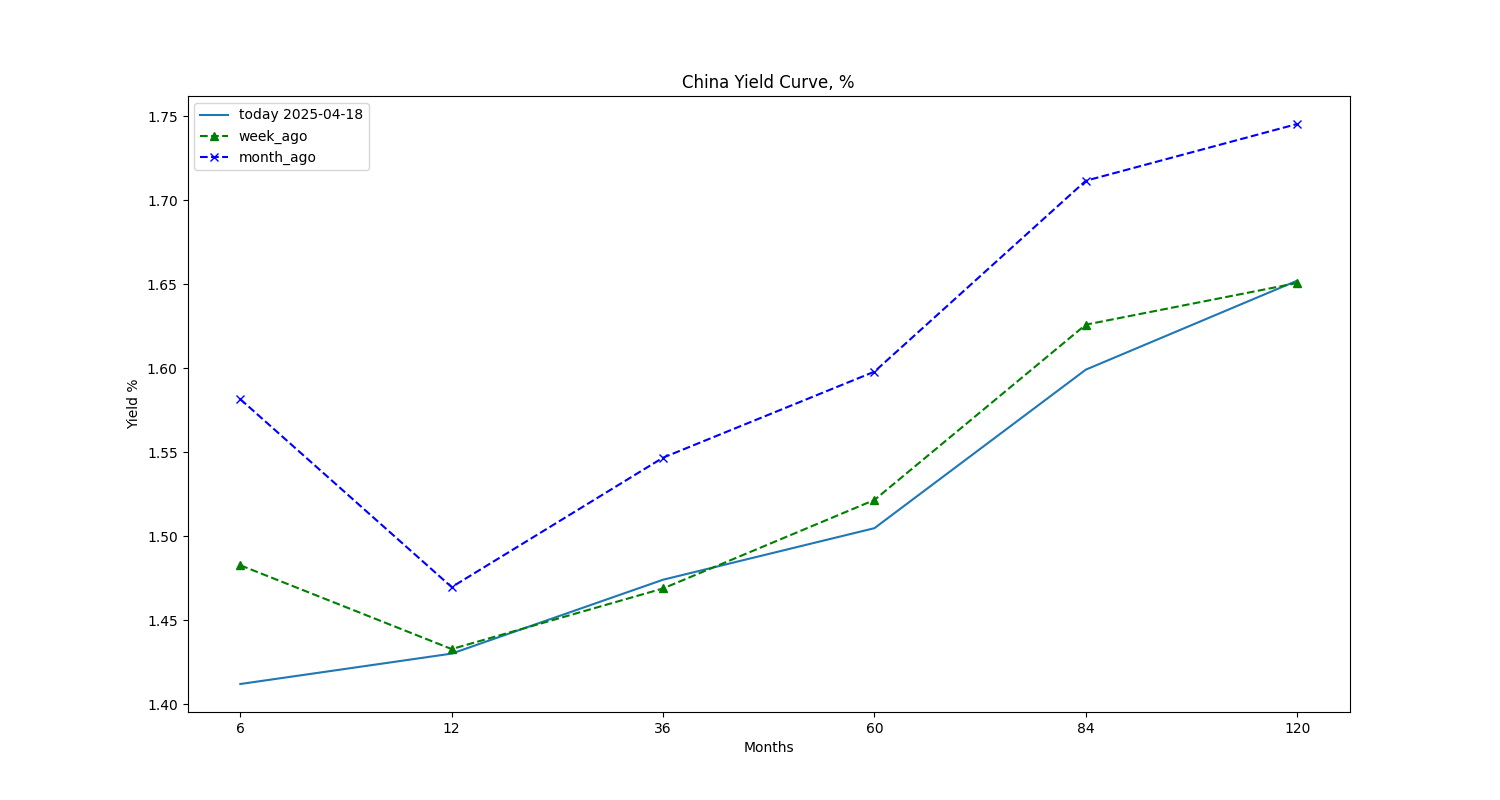 China Yield Curve, %
today 2025-04-18
week_ago
month_ago
1.75
1.70
1.65
1.60
1.55
1.50
1.45
1.40
Yield %
6 12 36 60 84 120
Months